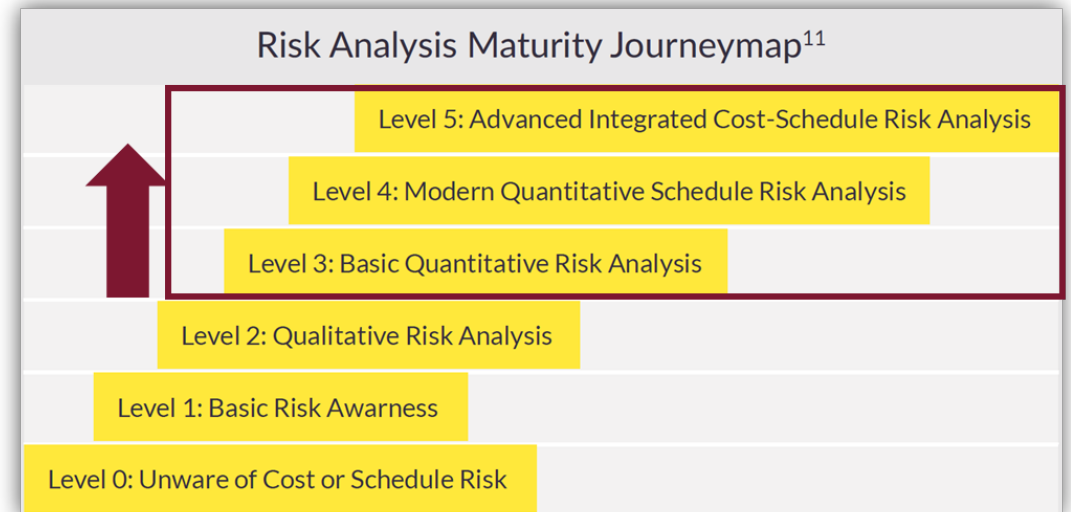 Risk Analysis Maturity Journeymap11
Level 5: Advanced Integrated Cost-Schedule Risk Analysis
Level 4: Modern Quantitative Schedule Risk Analysis
Level 3: Basic Quantitative Risk Analysis
Level 2: Qualitative Risk Analysis
Level 1: Basic Risk Awarness
Level 0: Unware of Cost or Schedule Risk